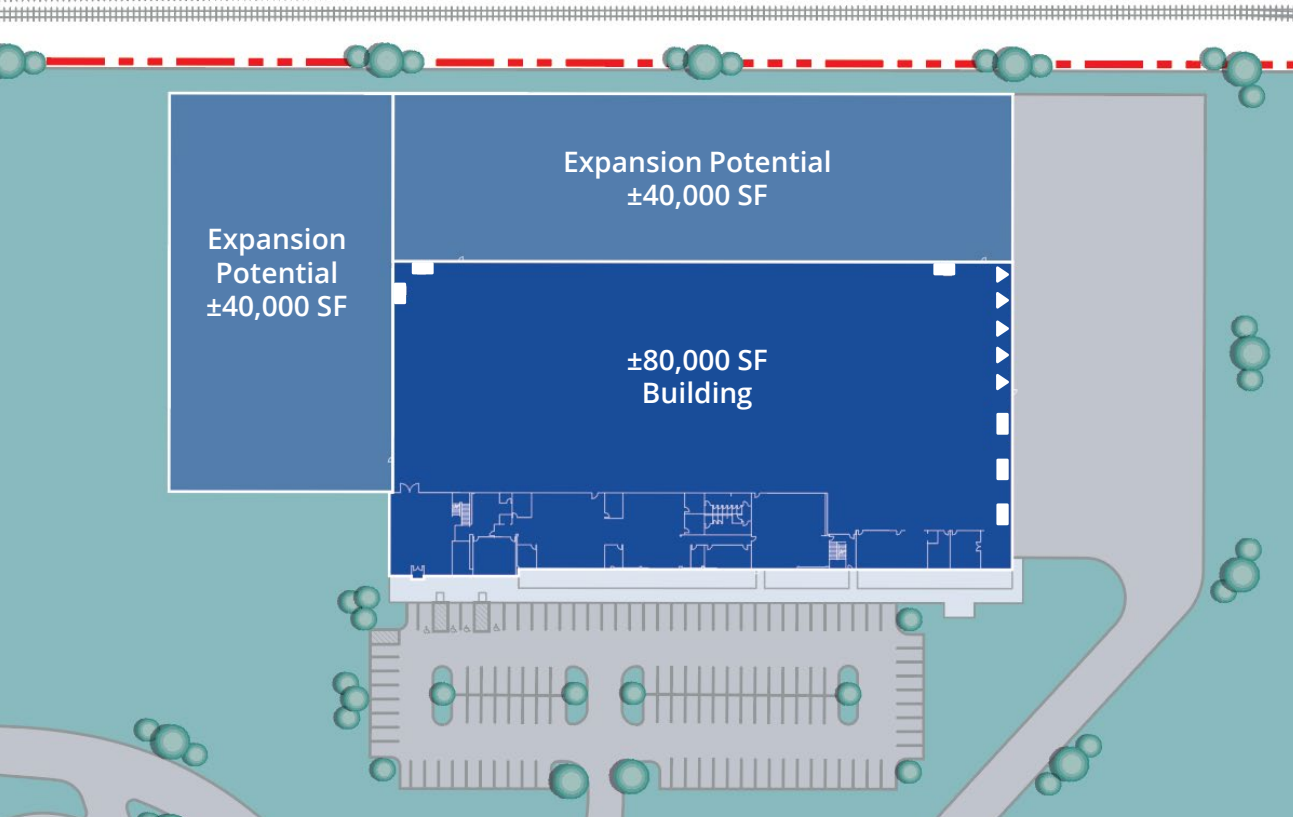 Expansion Potential
±40,000 SF
Expansion
Potential
±40,000 SF
±80,000 SF
Building